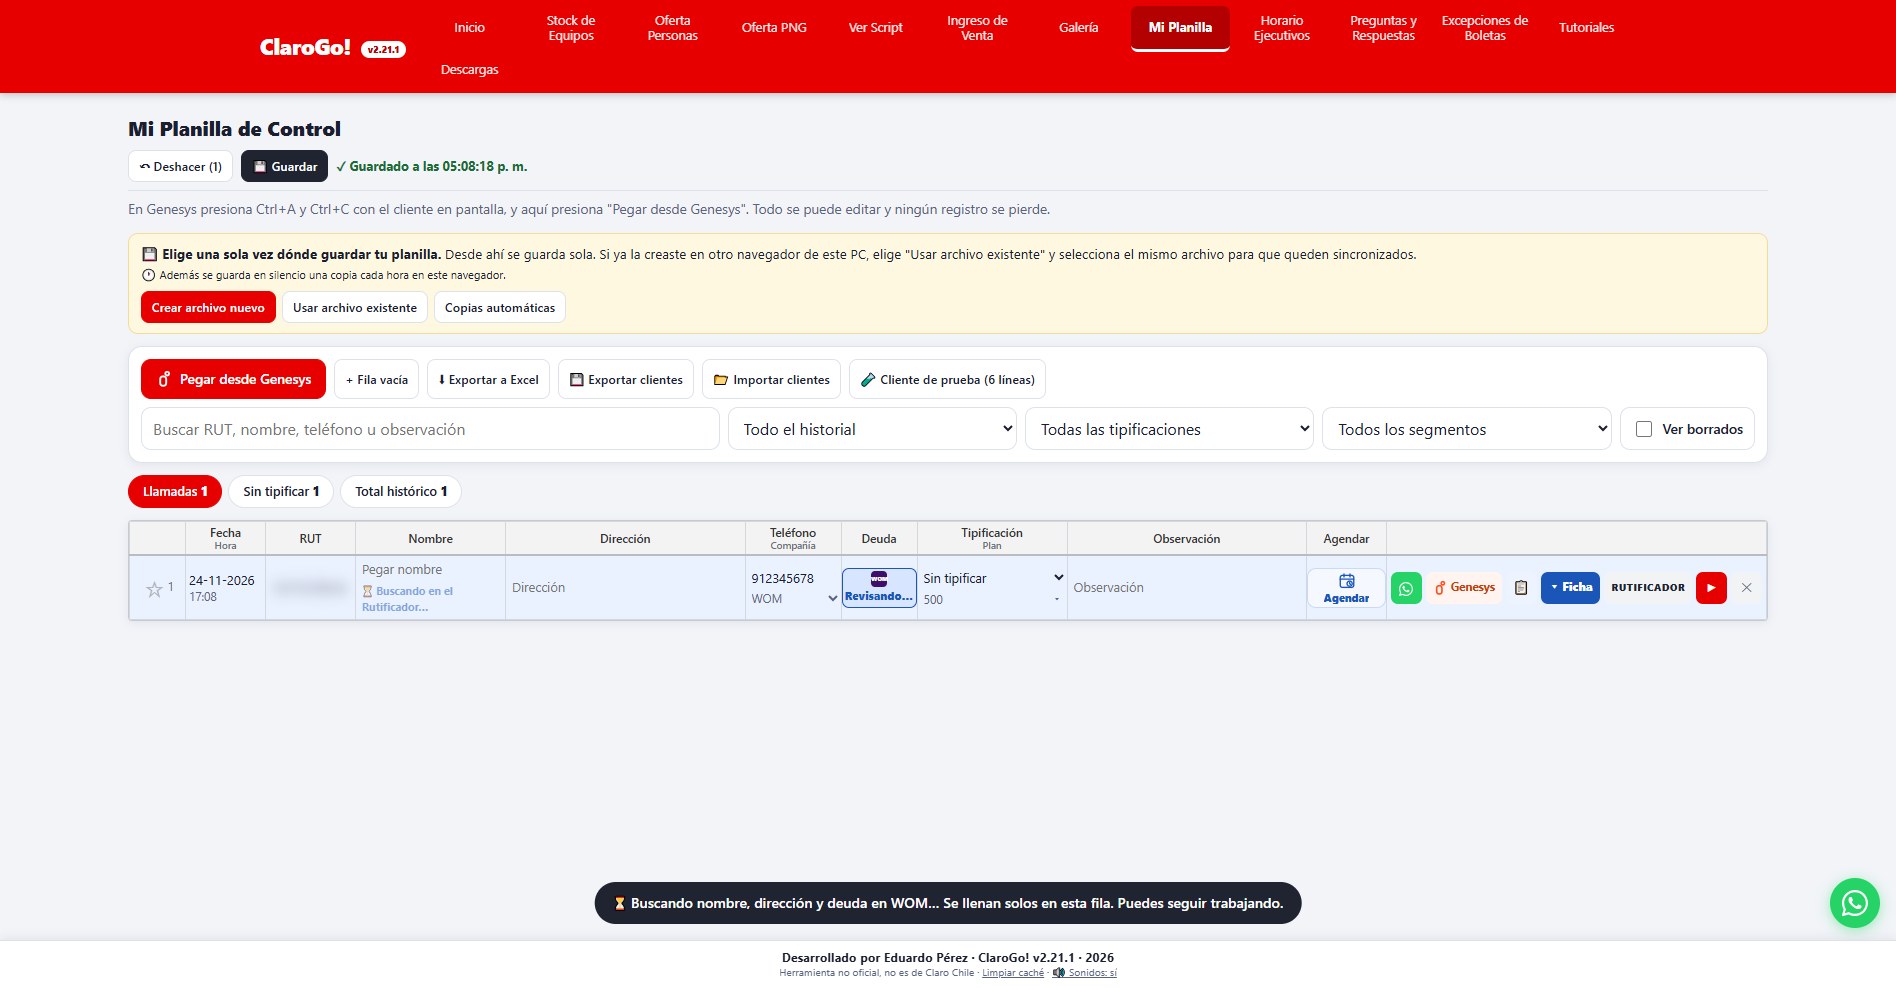 ClaroGo! v2.21.1
Inicio
Stock de Equipos
Oferta Personas
Oferta PNG
Ver Script
Ingreso de Venta
Galería
Mi Planilla
Horario Ejecutivos
Preguntas y Respuestas
Excepciones de Boletas
Tutoriales
Descargas
Mi Planilla de Control
↶ Deshacer (1)
💾 Guardar
✓ Guardado a las 05:08:18 p. m.
En Genesys presiona Ctrl+A y Ctrl+C con el cliente en pantalla, y aquí presiona "Pegar desde Genesys". Todo se puede editar y ningún registro se pierde.
💾 Elige una sola vez dónde guardar tu planilla. Desde ahí se guarda sola. Si ya la creaste en otro navegador de este PC, elige "Usar archivo existente" y selecciona el mismo archivo para que queden sincronizados.
🕐 Además se guarda en silencio una copia cada hora en este navegador.
Crear archivo nuevo
Usar archivo existente
Copias automáticas
Pegar desde Genesys
+ Fila vacía
⬇ Exportar a Excel
💾 Exportar clientes
📂 Importar clientes
🧪 Cliente de prueba (6 líneas)
Buscar RUT, nombre, teléfono u observación
Todo el historial
Todas las tipificaciones
Todos los segmentos
Ver borrados
Llamadas 1
Sin tipificar 1
Total histórico 1
Fecha
Hora
RUT
Nombre
Dirección
Teléfono
Compañía
Deuda
Tipificación
Plan
Observación
Agendar
☆ 1
24-11-2026
17:08
Pegar nombre
⏳ Buscando en el
Rutificador...
Dirección
912345678
WOM
WOM
Revisando...
Sin tipificar
500
-
Observación
Agendar
Genesys
📋
Ficha
RUTIFICADOR
▶
×
⏳ Buscando nombre, dirección y deuda en WOM... Se llenan solos en esta fila. Puedes seguir trabajando.
Desarrollado por Eduardo Pérez · ClaroGo! v2.21.1 · 2026
Herramienta no oficial, no es de Claro Chile · Limpiar caché · 🔊 Sonidos: sí